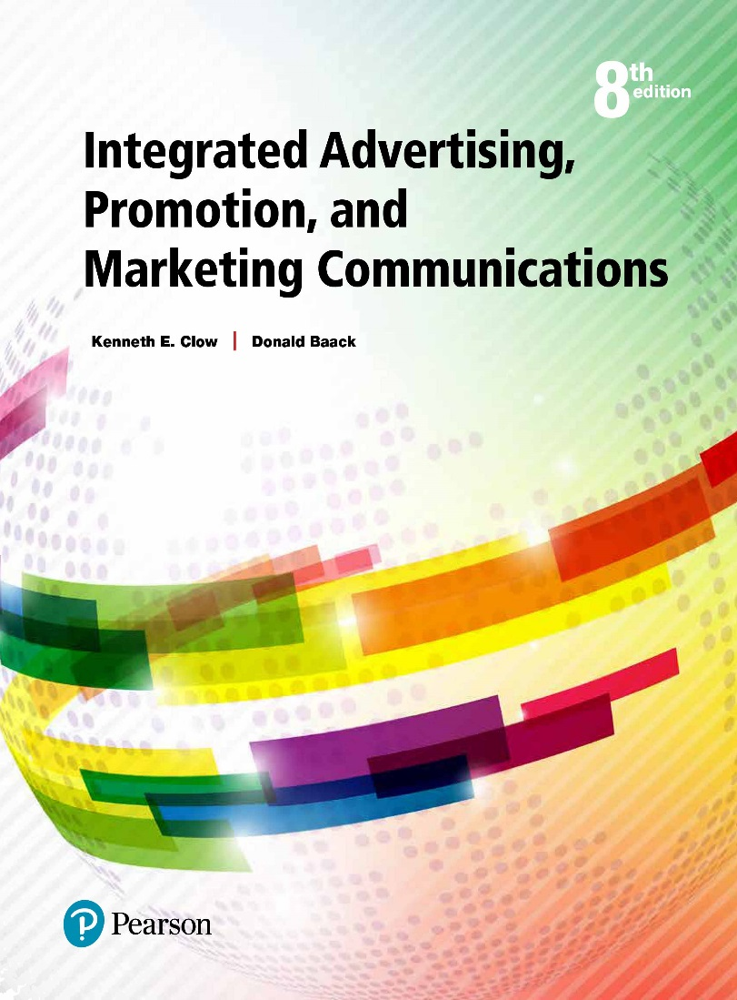 8th
edition
Integrated Advertising,
Promotion, and
Marketing Communications
Kenneth E. Clow | Donald Baack
Pearson